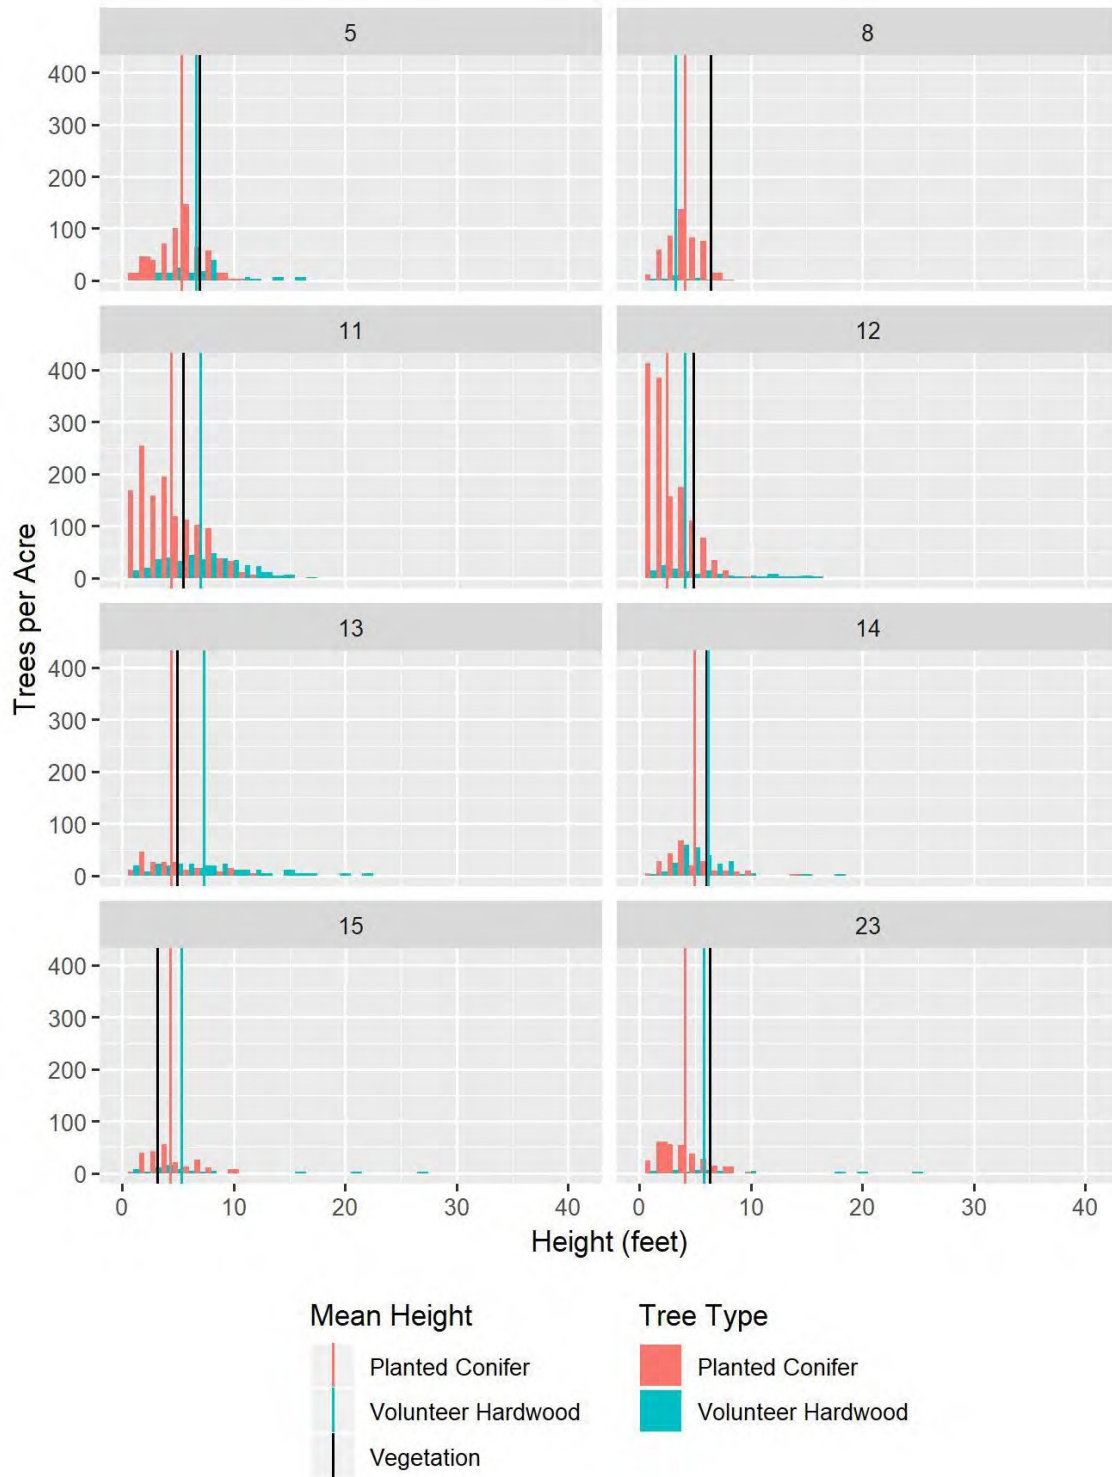 5
8
400
300
200
100
0
11
12
400
300
200
100
0
13
14
400
300
200
100
0
15
23
400
300
200
100
0
0 10 20 30 40
0 10 20 30 40
Trees per Acre
Height (feet)
Mean Height
Planted Conifer
Volunteer Hardwood
Vegetation
Tree Type
Planted Conifer
Volunteer Hardwood